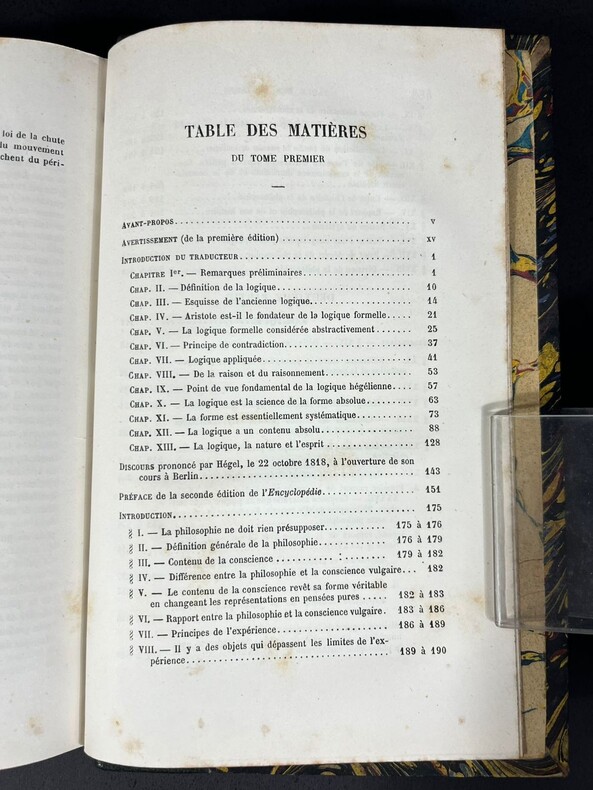 loi de la chute
du mouvement
chent du péri-
TABLE DES MATIÈRES
DU TOME PREMIER
AVANT-PROPOS........ V
AVERTISSEMENT (de la première édition)........ XV
INTRODUCTION DU TRADUCTEUR........ 1
CHAPITRE Ier. — Remarques préliminaires........ 1
CHAP. II. — Définition de la logique........ 10
CHAP. III. — Esquisse de l'ancienne logique........ 14
CHAP. IV. — Aristote est-il le fondateur de la logique formelle.... 21
CHAP. V. — La logique formelle considérée abstractivement....... 25
CHAP. VI. — Principe de contradiction........ 37
CHAP. VII. — Logique appliquée........ 41
CHAP. VIII. — De la raison et du raisonnement........ 53
CHAP. IX. — Point de vue fondamental de la logique hégélienne.... 57
CHAP. X. — La logique est la science de la forme absolue........ 63
CHAP. XI. — La forme est essentiellement systématique........ 73
CHAP. XII. — La logique a un contenu absolu........ 88
CHAP. XIII. — La logique, la nature et l'esprit........ 128
DISCOURS prononcé par Hégel, le 22 octobre 1818, à l'ouverture de son
cours à Berlin........ 143
PRÉFACE de la seconde édition de l'Encyclopédie........ 151
INTRODUCTION........ 175
§ I. — La philosophie ne doit rien présupposer........ 175 à 176
§ II. — Définition générale de la philosophie........ 176 à 179
§ III. — Contenu de la conscience........ 179 à 182
§ IV. — Différence entre la philosophie et la conscience vulgaire... 182
§ V. — Le contenu de la conscience revêt sa forme véritable
en changeant les représentations en pensées pures ..... 182 à 183
§ VI. — Rapport entre la philosophie et la conscience vulgaire. 183 à 186
§ VII. — Principes de l'expérience........ 186 à 189
§ VIII. — Il y a des objets qui dépassent les limites de l'ex-
périence........ 189 à 190